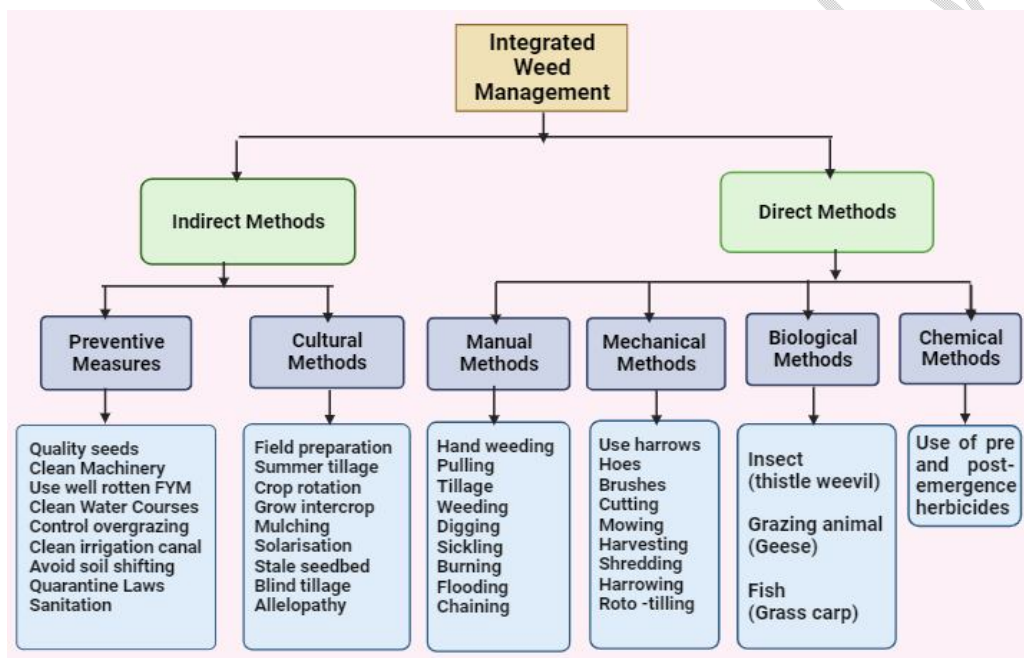 Integrated
Weed
Management
Indirect Methods
Direct Methods
Preventive
Measures
Cultural
Methods
Manual
Methods
Mechanical
Methods
Biological
Methods
Chemical
Methods
Quality seeds
Clean Machinery
Use well rotten FYM
Clean Water Courses
Control overgrazing
Clean irrigation canal
Avoid soil shifting
Quarantine Laws
Sanitation
Field preparation
Summer tillage
Crop rotation
Grow intercrop
Mulching
Solarisation
Stale seedbed
Blind tillage
Allelopathy
Hand weeding
Pulling
Tillage
Weeding
Digging
Sickling
Burning
Flooding
Chaining
Use harrows
Hoes
Brushes
Cutting
Mowing
Harvesting
Shredding
Harrowing
Roto -tilling
Insect
(thistle weevil)
Grazing animal
(Geese)
Fish
(Grass carp)
Use of pre
and post-
emergence
herbicides